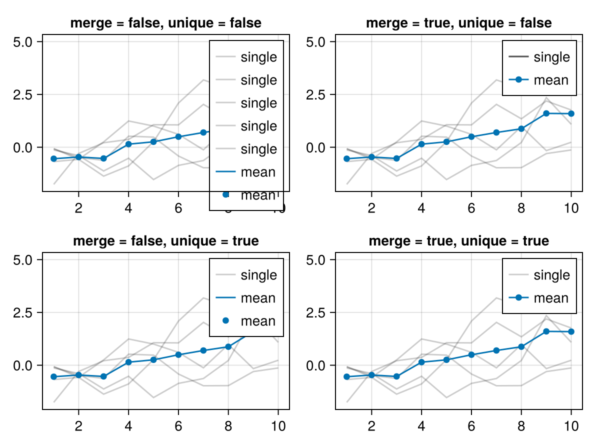 merge = false, unique = false
5.0
2.5
0.0
2
4
6
10
single
single
single
single
single
mean
mean
merge = true, unique = false
5.0
2.5
0.0
2
4
6
8
10
single
mean
merge = false, unique = true
5.0
2.5
0.0
2
4
6
8
10
single
mean
mean
merge = true, unique = true
5.0
2.5
0.0
2
4
6
8
10
single
mean